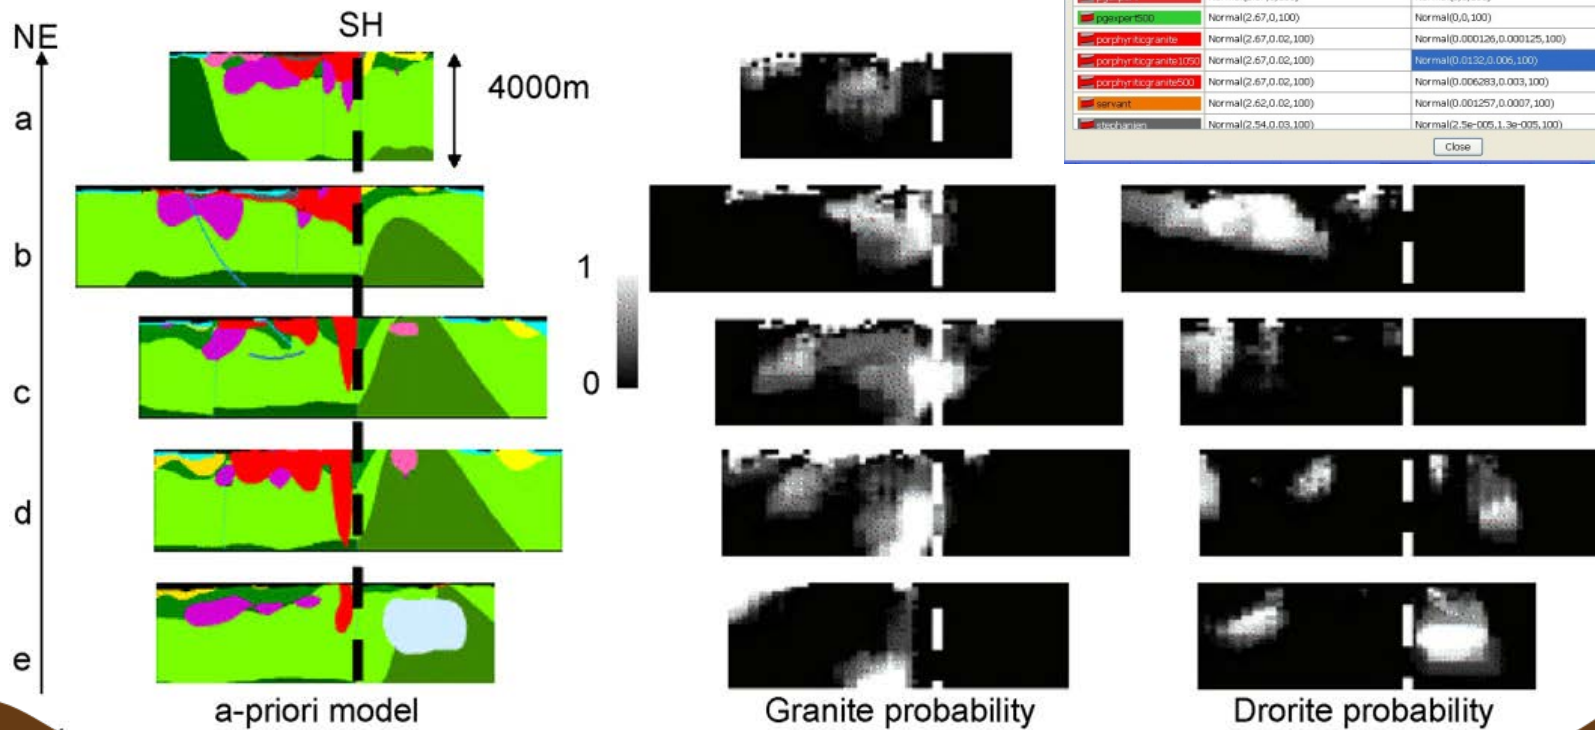 NE
SH
4000m
a
b
c
d
e
1
0
pgexpert500 Normal(2.67,0,100) Normal(0,0,100)
porphyriticgranite Normal(2.67,0.02,100) Normal(0.000126,0.000125,100)
porphyriticgranite1050 Normal(2.67,0.02,100) Normal(0.0132,0.006,100)
porphyriticgranite500 Normal(2.67,0.02,100) Normal(0.006283,0.003,100)
servant Normal(2.62,0.02,100) Normal(0.001257,0.0007,100)
stephanien Normal(2.54,0.03,100) Normal(2.5e-005,1.3e-005,100)
Close
a-priori model
Granite probability
Drorite probability